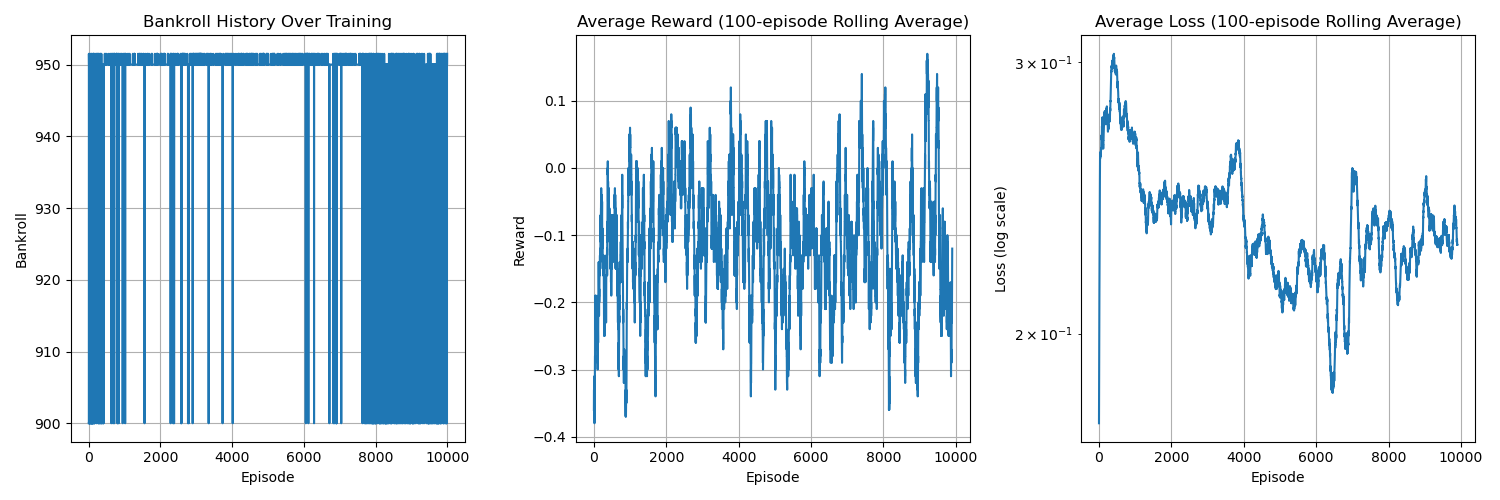 Bankroll History Over Training
Bankroll
950
940
930
920
910
900
0 2000 4000 6000 8000 10000
Episode
Average Reward (100-episode Rolling Average)
Reward
0.1
0.0
−0.1
−0.2
−0.3
−0.4
0 2000 4000 6000 8000 10000
Episode
Average Loss (100-episode Rolling Average)
Loss (log scale)
3 × 10⁻¹
2 × 10⁻¹
0 2000 4000 6000 8000 10000
Episode